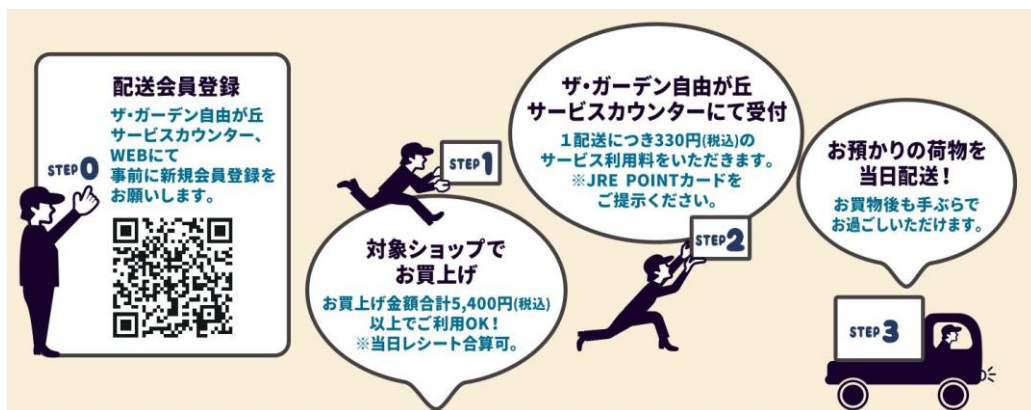 配送会員登録
ザ・ガーデン自由が丘
サービスカウンター、
WEBにて
事前に新規会員登録を
お願いします。
STEP0
STEP1
対象ショップで
お買上げ
お買上げ金額合計5,400円(税込)
以上でご利用OK!
※当日レシート合算可。
ザ・ガーデン自由が丘
サービスカウンターにて受付
1配送につき330円(税込)の
サービス利用料をいただきます。
※JRE POINTカードを
ご提示ください。
STEP2
お預かりの荷物を
当日配送!
お買物後も手ぶらで
お過ごしいただけます。
STEP3